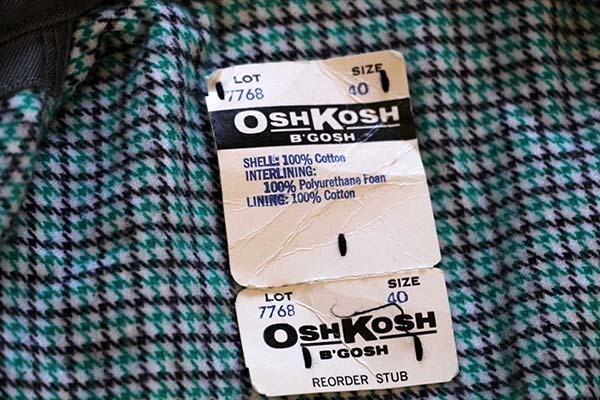 LOT SIZE
7768 40
OSHKOSH
B'GOSH
SHELL: 100% Cotton
INTERLINING:
100% Polyurethane Foan
LINING: 100% Cotton
LOT SIZE
7768 40
OSHKOSH
B'GOSH
REORDER STUB